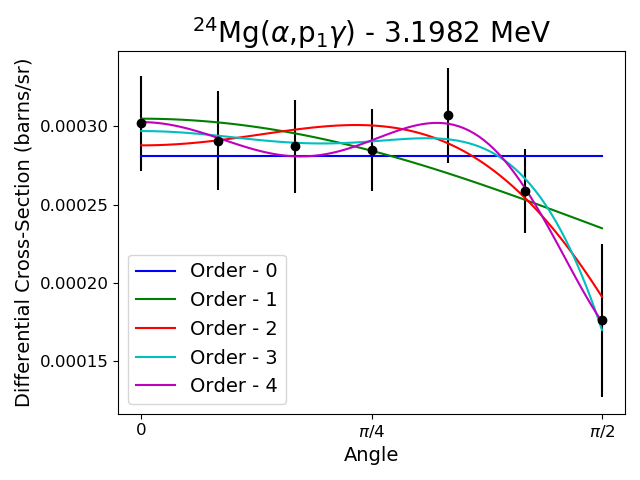 ²⁴Mg(α,p₁γ) - 3.1982 MeV
Differential Cross-Section (barns/sr)
0.00030
0.00025
0.00020
0.00015
Order - 0
Order - 1
Order - 2
Order - 3
Order - 4
0 π/4 π/2
Angle